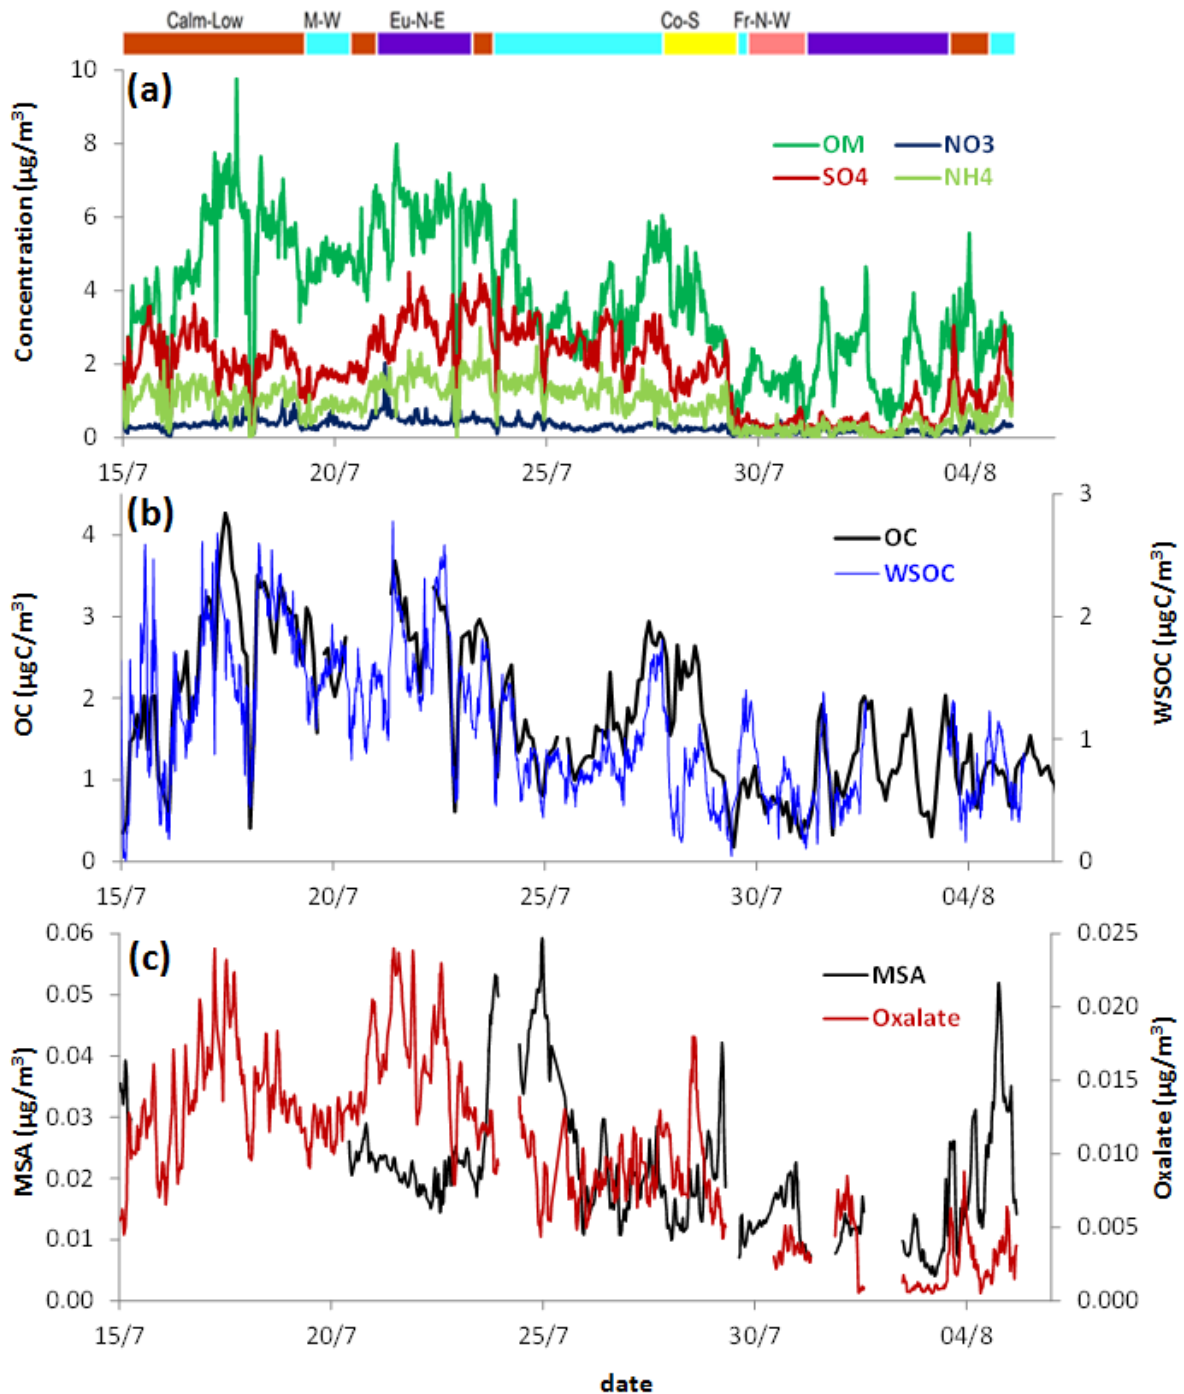 Calm-Low M-W Eu-N-E Co-S Fr-N-W
(a)
Concentration (µg/m³)
10
8
6
4
2
0
OM NO3
SO4 NH4
15/7 20/7 25/7 30/7 04/8
(b)
OC (µgC/m³)
4
3
2
1
0
OC
WSOC
3
2
1
0
WSOC (µgC/m³)
15/7 20/7 25/7 30/7 04/8
(c)
MSA (µg/m³)
0.06
0.05
0.04
0.03
0.02
0.01
0.00
MSA
Oxalate
0.025
0.020
0.015
0.010
0.005
0.000
Oxalate (µg/m³)
15/7 20/7 25/7 30/7 04/8
date